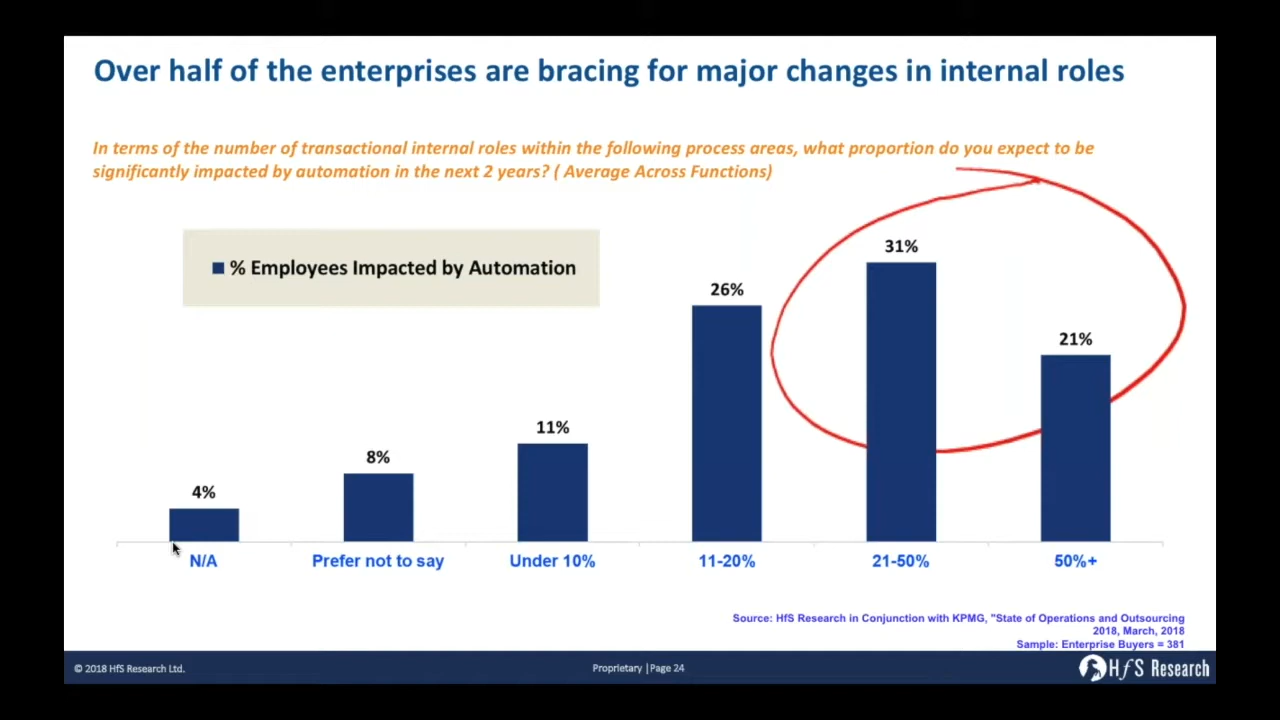 Over half of the enterprises are bracing for major changes in internal roles
In terms of the number of transactional internal roles within the following process areas, what proportion do you expect to be
significantly impacted by automation in the next 2 years? ( Average Across Functions)
% Employees Impacted by Automation
4%
8%
11%
26%
31%
21%
N/A
Prefer not to say
Under 10%
11-20%
21-50%
50%+
Source: HfS Research in Conjunction with KPMG, "State of Operations and Outsourcing
2018, March, 2018
Sample: Enterprise Buyers = 381
© 2018 HfS Research Ltd.
Proprietary |Page 24
HfS Research